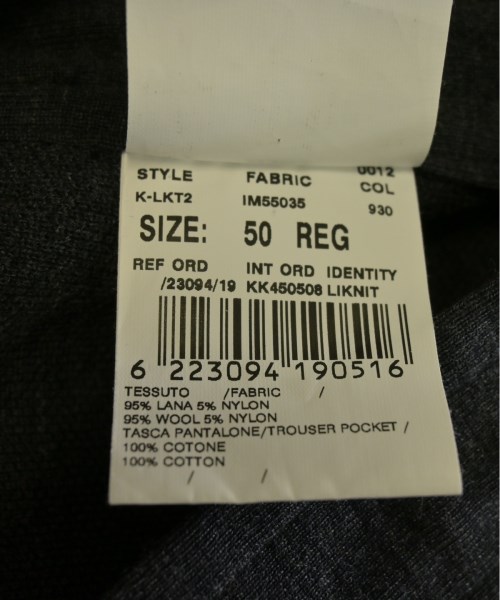 STYLE FABRIC 0012
COL
K-LKT2 IM55035 930
SIZE: 50 REG
REF ORD INT ORD IDENTITY
/23094/19 KK450508 LIKNIT
6 223094 190516
TESSUTO /FABRIC /
95% LANA 5% NYLON
95% WOOL 5% NYLON
TASCA PANTALONE/TROUSER POCKET /
100% COTONE
100% COTTON
/ /